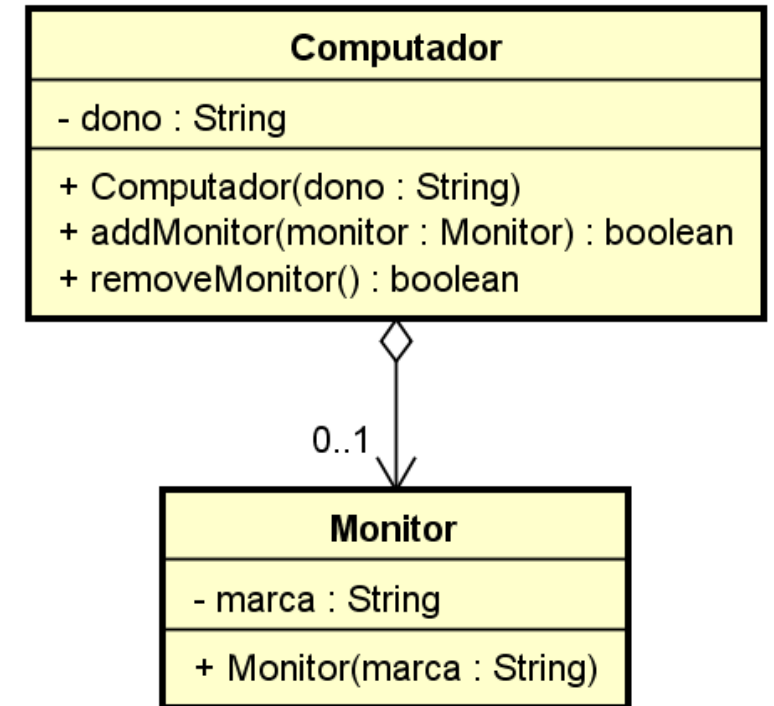 Computador
- dono : String
+ Computador(dono : String)
+ addMonitor(monitor : Monitor) : boolean
+ removeMonitor() : boolean
0..1
Monitor
- marca : String
+ Monitor(marca : String)